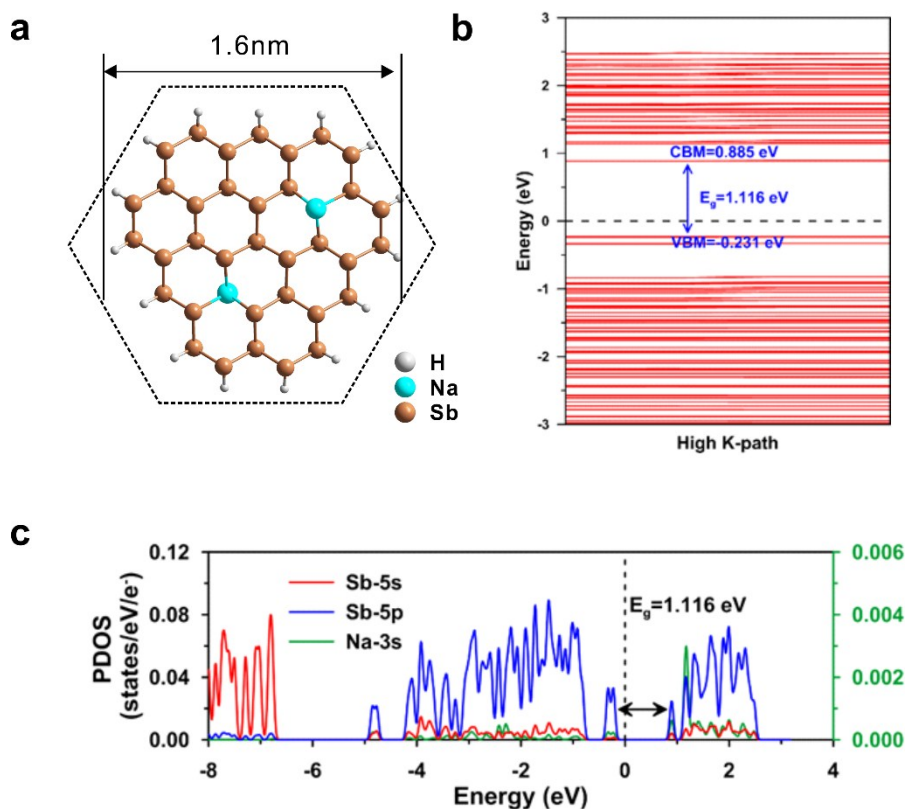 a
1.6nm
H
Na
Sb
b
3
2
1
0
-1
-2
-3
Energy (eV)
CBM=0.885 eV
E_g=1.116 eV
VBM=-0.231 eV
High K-path
c
PDOS
(states/eV/e⁻)
0.12
0.08
0.04
0.00
Sb-5s
Sb-5p
Na-3s
E_g=1.116 eV
0.006
0.004
0.002
0.000
-8 -6 -4 -2 0 2 4
Energy (eV)